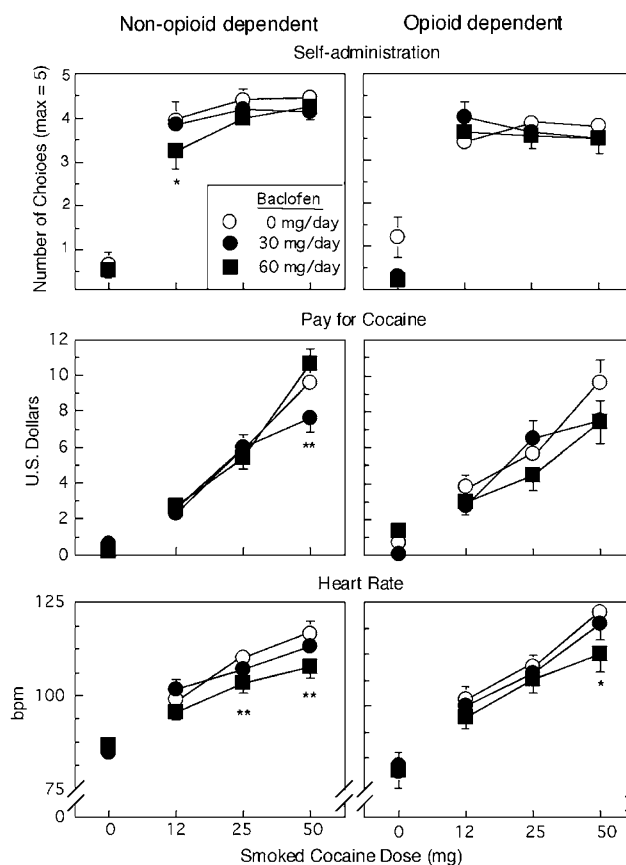 Non-opioid dependent Opioid dependent
Self-administration
Number of Choices (max = 5)
5
4
3
2
1
Baclofen
0 mg/day
30 mg/day
60 mg/day
*
Pay for Cocaine
U.S. Dollars
12
10
8
6
4
2
0
**
Heart Rate
bpm
125
100
75
0
** ** *
0 12 25 50 0 12 25 50
Smoked Cocaine Dose (mg)